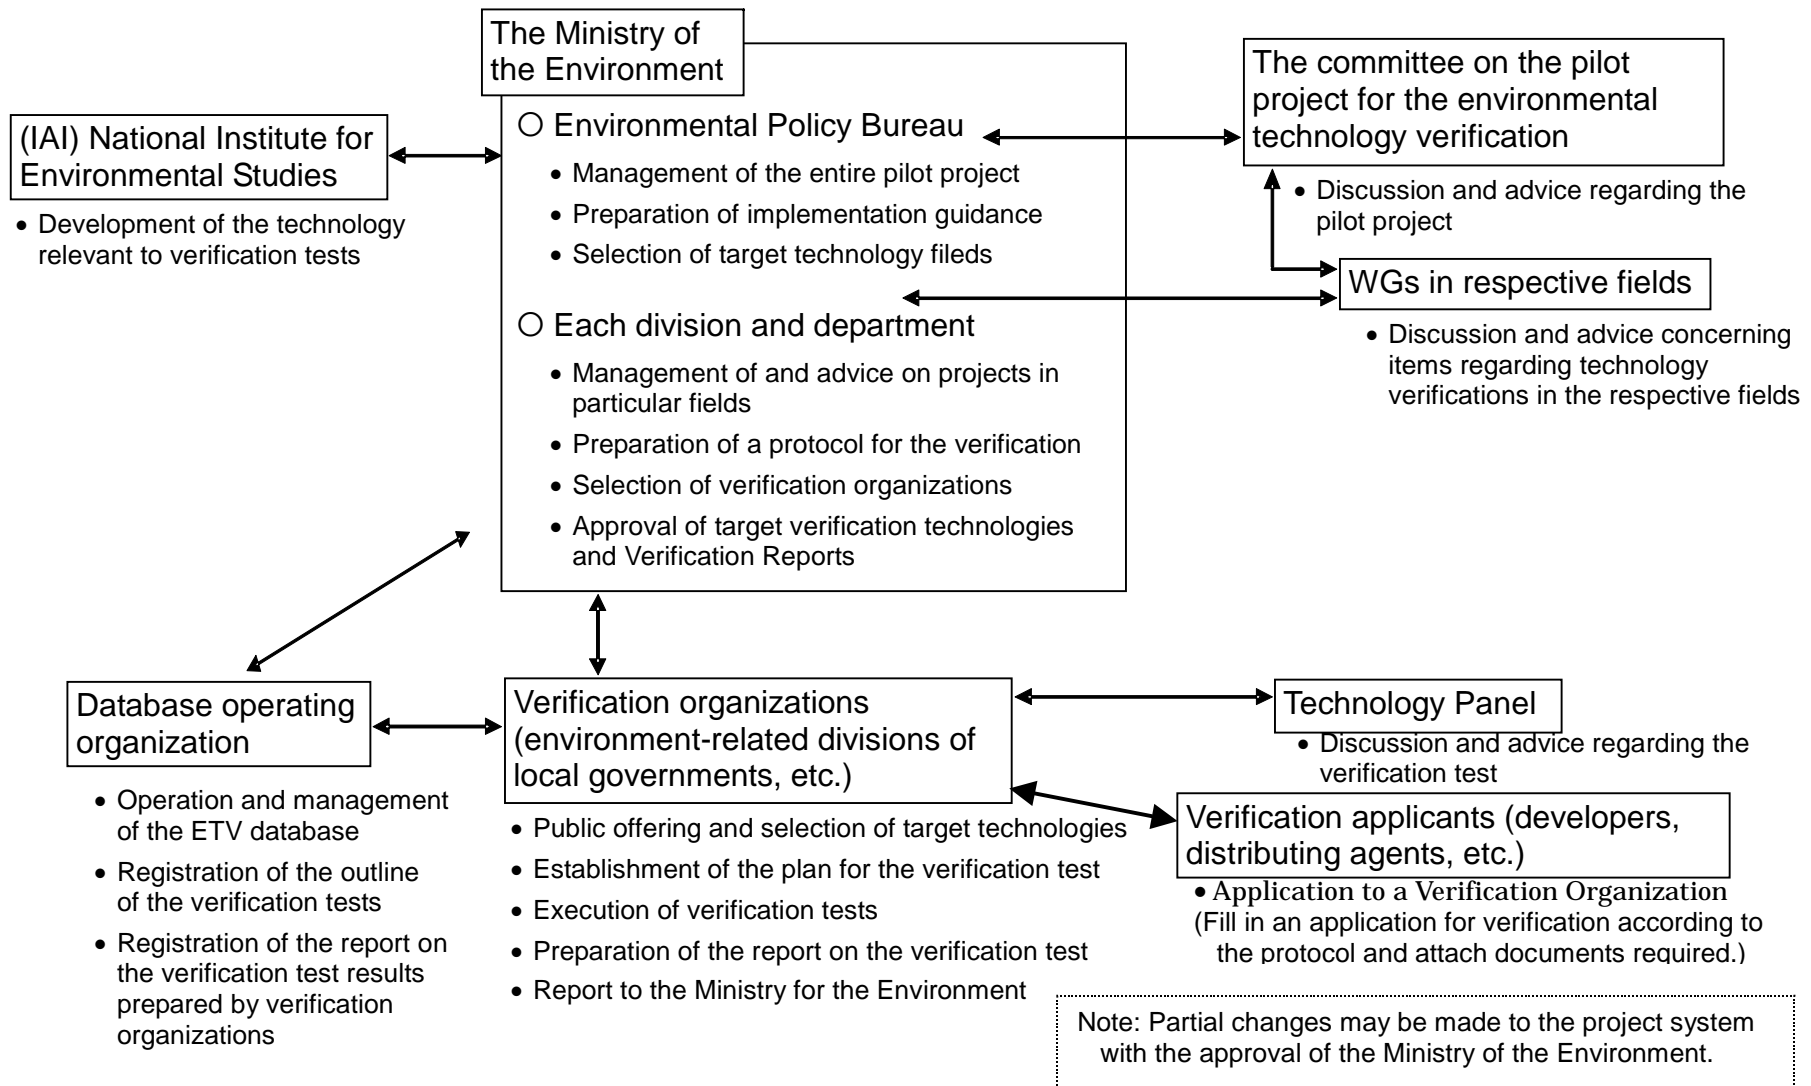 The Ministry of
the Environment
○ Environmental Policy Bureau
• Management of the entire pilot project
• Preparation of implementation guidance
• Selection of target technology fileds
○ Each division and department
• Management of and advice on projects in
particular fields
• Preparation of a protocol for the verification
• Selection of verification organizations
• Approval of target verification technologies
and Verification Reports
(IAI) National Institute for
Environmental Studies
• Development of the technology
relevant to verification tests
The committee on the pilot
project for the environmental
technology verification
• Discussion and advice regarding the
pilot project
WGs in respective fields
• Discussion and advice concerning
items regarding technology
verifications in the respective fields
Database operating
organization
• Operation and management
of the ETV database
• Registration of the outline
of the verification tests
• Registration of the report on
the verification test results
prepared by verification
organizations
Verification organizations
(environment-related divisions of
local governments, etc.)
• Public offering and selection of target technologies
• Establishment of the plan for the verification test
• Execution of verification tests
• Preparation of the report on the verification test
• Report to the Ministry for the Environment
Technology Panel
• Discussion and advice regarding the
verification test
Verification applicants (developers,
distributing agents, etc.)
• Application to a Verification Organization
(Fill in an application for verification according to
the protocol and attach documents required.)
Note: Partial changes may be made to the project system
with the approval of the Ministry of the Environment.